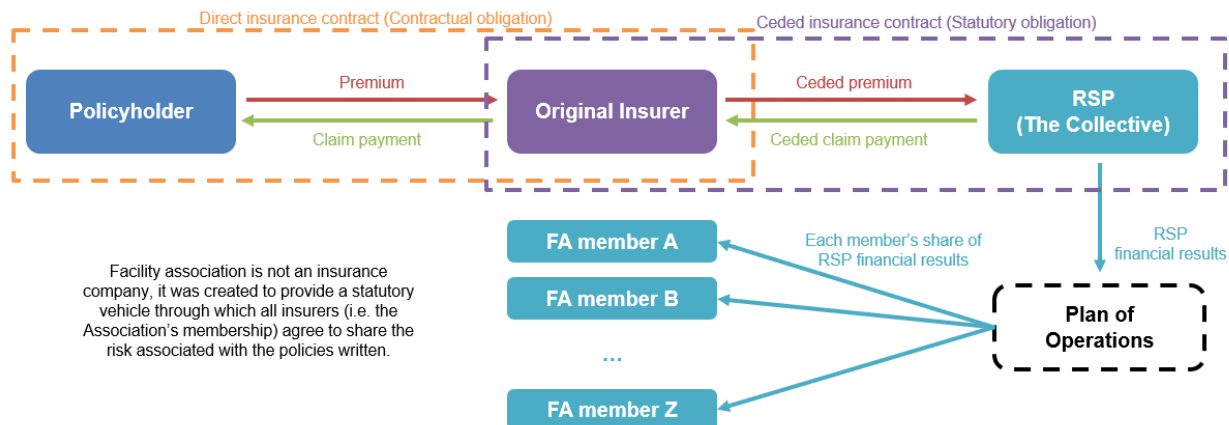 Direct insurance contract (Contractual obligation)
Ceded insurance contract (Statutory obligation)
Policyholder
Premium
Claim payment
Original Insurer
Ceded premium
Ceded claim payment
RSP
(The Collective)
RSP
financial results
Each member's share of
RSP financial results
FA member A
FA member B
...
FA member Z
Plan of
Operations
Facility association is not an insurance
company, it was created to provide a statutory
vehicle through which all insurers (i.e. the
Association's membership) agree to share the
risk associated with the policies written.